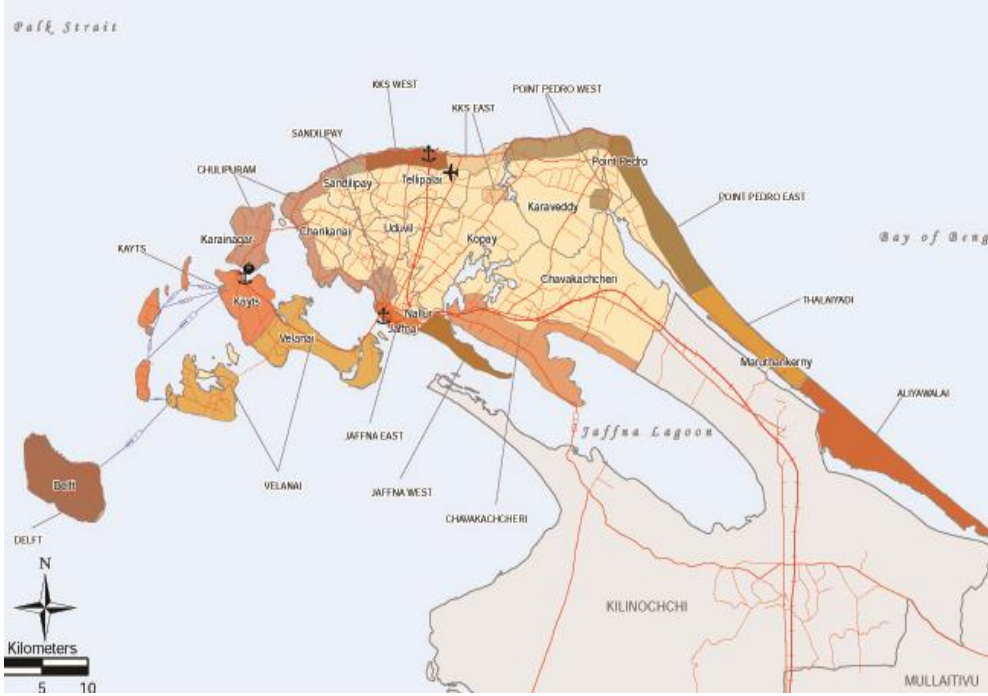 Palk Strait
KKS WEST
POINT PEDRO WEST
KKS EAST
SANDILIPAY
CHULIPURAM
Sandilipay
Tellipalai
Point Pedro
POINT PEDRO EAST
Karaveddy
Chankanai
Uduvil
Karainagar
Kopay
Bay of Beng
KAYTS
Chavakachcheri
Kayts
THALAIYADI
Nallur
Jaffna
Velanai
Maruthankerny
ALIYAWALAI
JAFFNA EAST
Jaffna Lagoon
VELANAI
Delft
JAFFNA WEST
CHAVAKACHCHERI
DELFT
N
KILINOCHCHI
Kilometers
MULLAITIVU
5 10